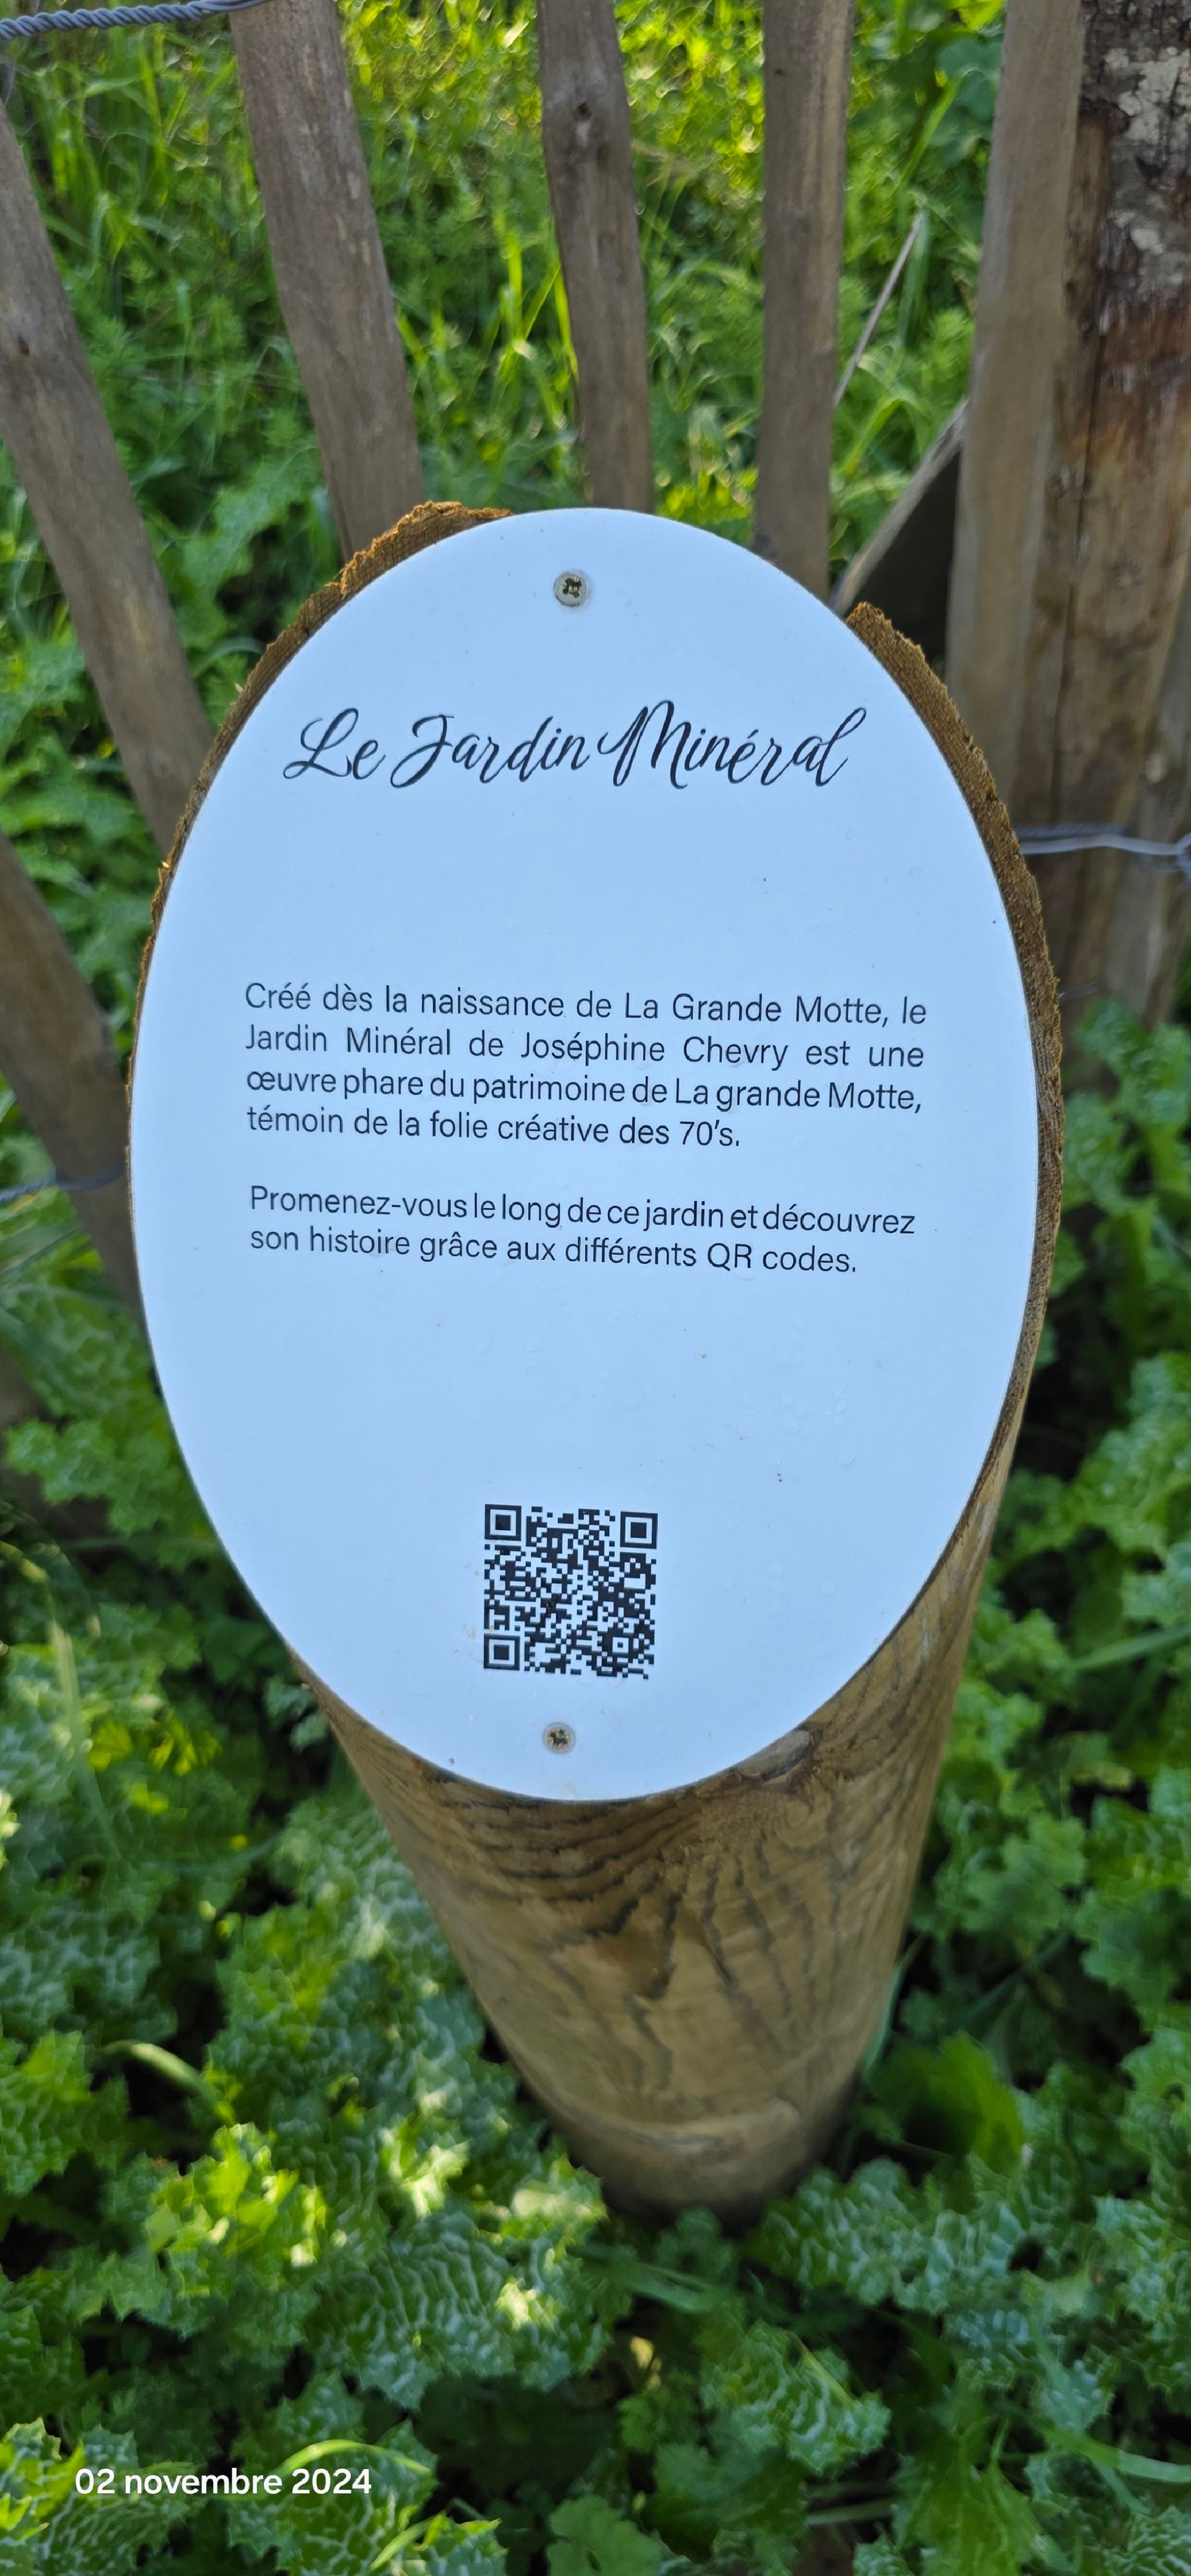 Le Jardin Minéral
Créé dès la naissance de La Grande Motte, le
Jardin Minéral de Joséphine Chevry est une
œuvre phare du patrimoine de La grande Motte,
témoin de la folie créative des 70's.
Promenez-vous le long de ce jardin et découvrez
son histoire grâce aux différents QR codes.
02 novembre 2024